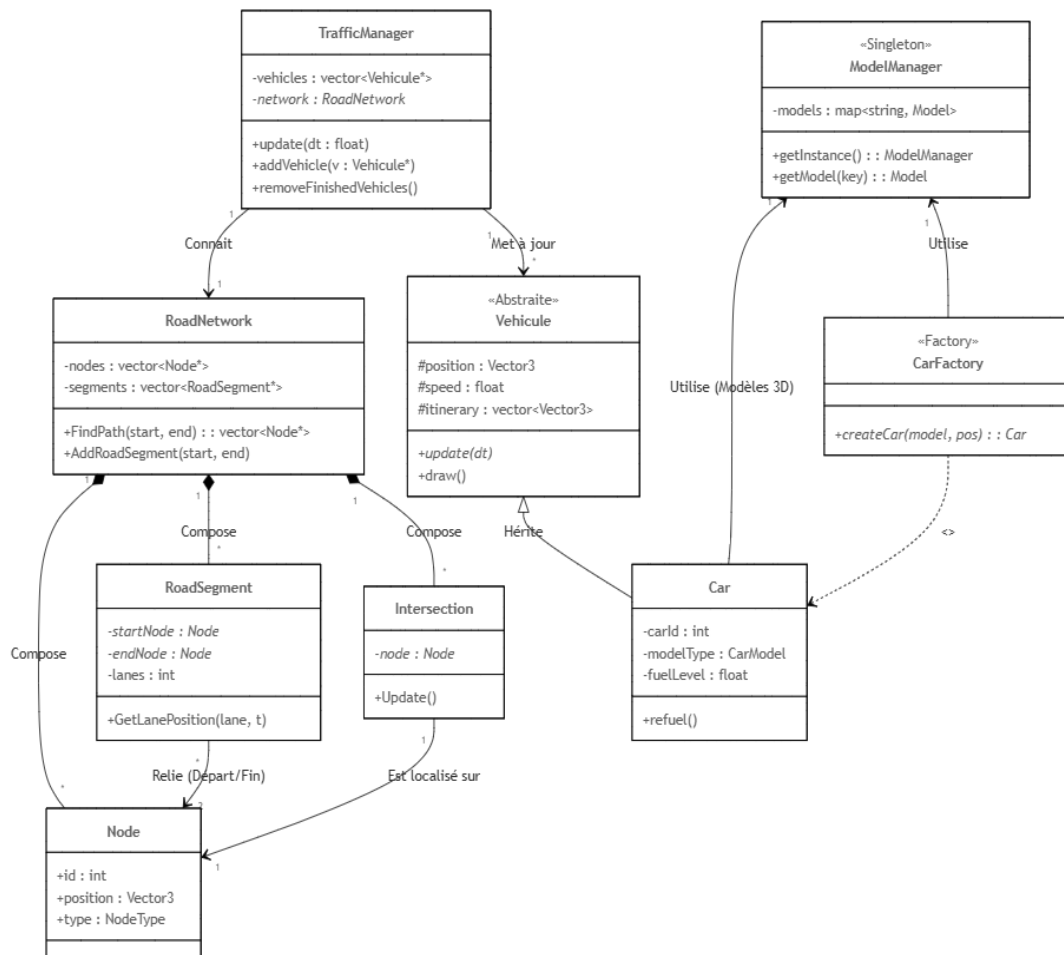 TrafficManager
-vehicles : vector<Vehicule*>
-network : RoadNetwork
+update(dt : float)
+addVehicle(v : Vehicule*)
+removeFinishedVehicles()
«Singleton»
ModelManager
-models : map<string, Model>
+getInstance() : : ModelManager
+getModel(key) : : Model
1
1
1
1
Connait
Met à jour
Utilise
1
*
«Abstraite»
Vehicule
#position : Vector3
#speed : float
#itinerary : vector<Vector3>
+update(dt)
+draw()
RoadNetwork
-nodes : vector<Node*>
-segments : vector<RoadSegment*>
+FindPath(start, end) : : vector<Node*>
+AddRoadSegment(start, end)
«Factory»
CarFactory
+createCar(model, pos) : : Car
Utilise (Modèles 3D)
1
1
1
Compose
Compose
Hérite
<>
*
*
RoadSegment
-startNode : Node
-endNode : Node
-lanes : int
+GetLanePosition(lane, t)
Intersection
-node : Node
+Update()
Car
-carId : int
-modelType : CarModel
-fuelLevel : float
+refuel()
Compose
*
1
Relie (Départ/Fin)
Est localisé sur
*
2
1
Node
+id : int
+position : Vector3
+type : NodeType